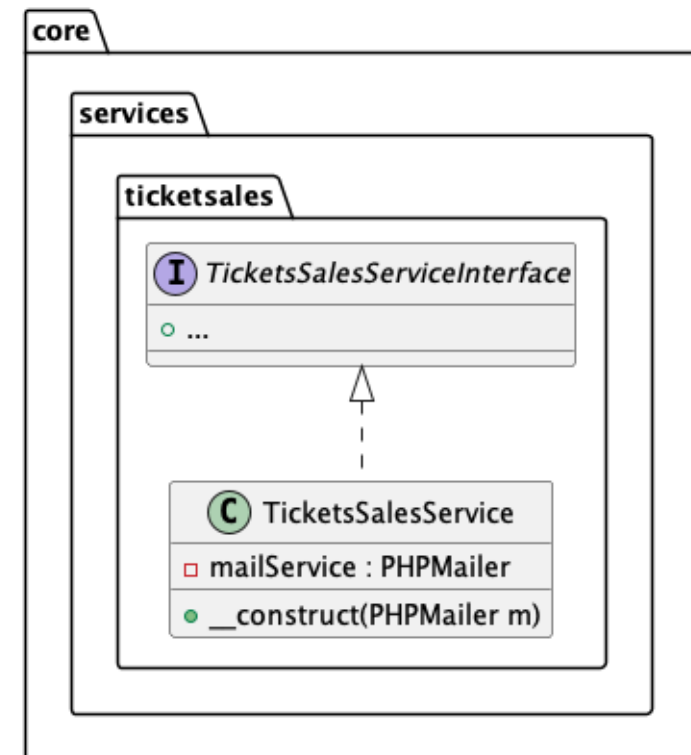 core
services
ticketsales
I TicketsSalesServiceInterface
...
C TicketsSalesService
mailService : PHPMailer
__construct(PHPMailer m)